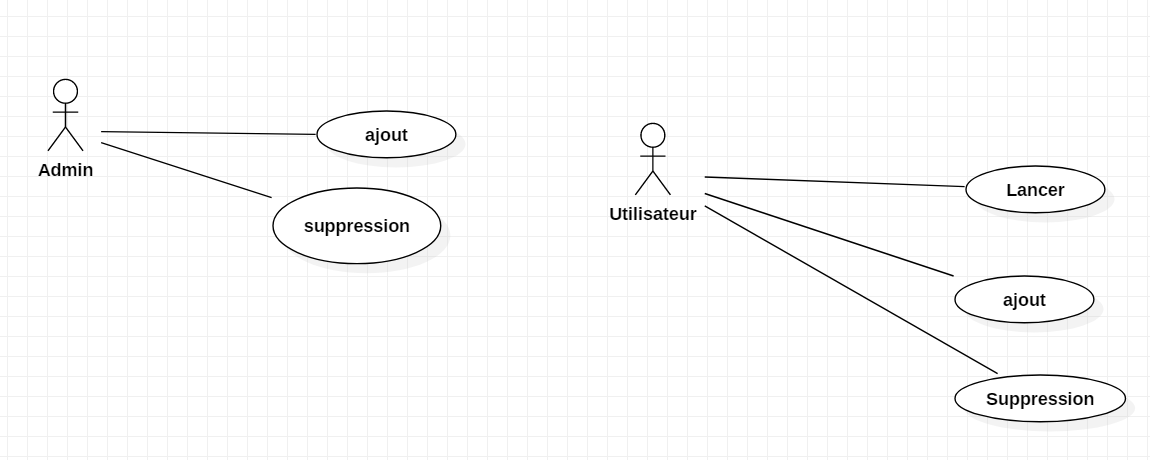 Admin
ajout
suppression
Utilisateur
Lancer
ajout
Suppression